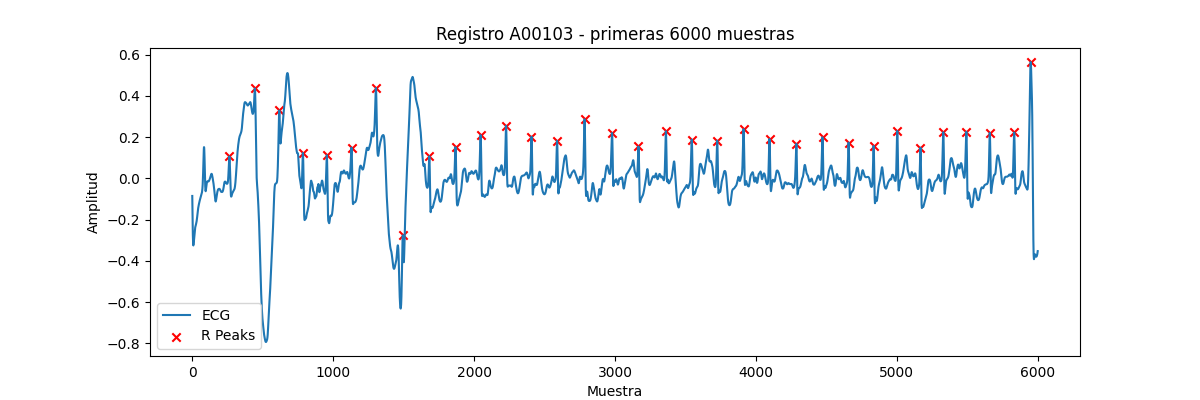 Registro A00103 - primeras 6000 muestras
0.6
0.4
0.2
0.0
−0.2
−0.4
−0.6
−0.8
Amplitud
ECG
R Peaks
0 1000 2000 3000 4000 5000 6000
Muestra